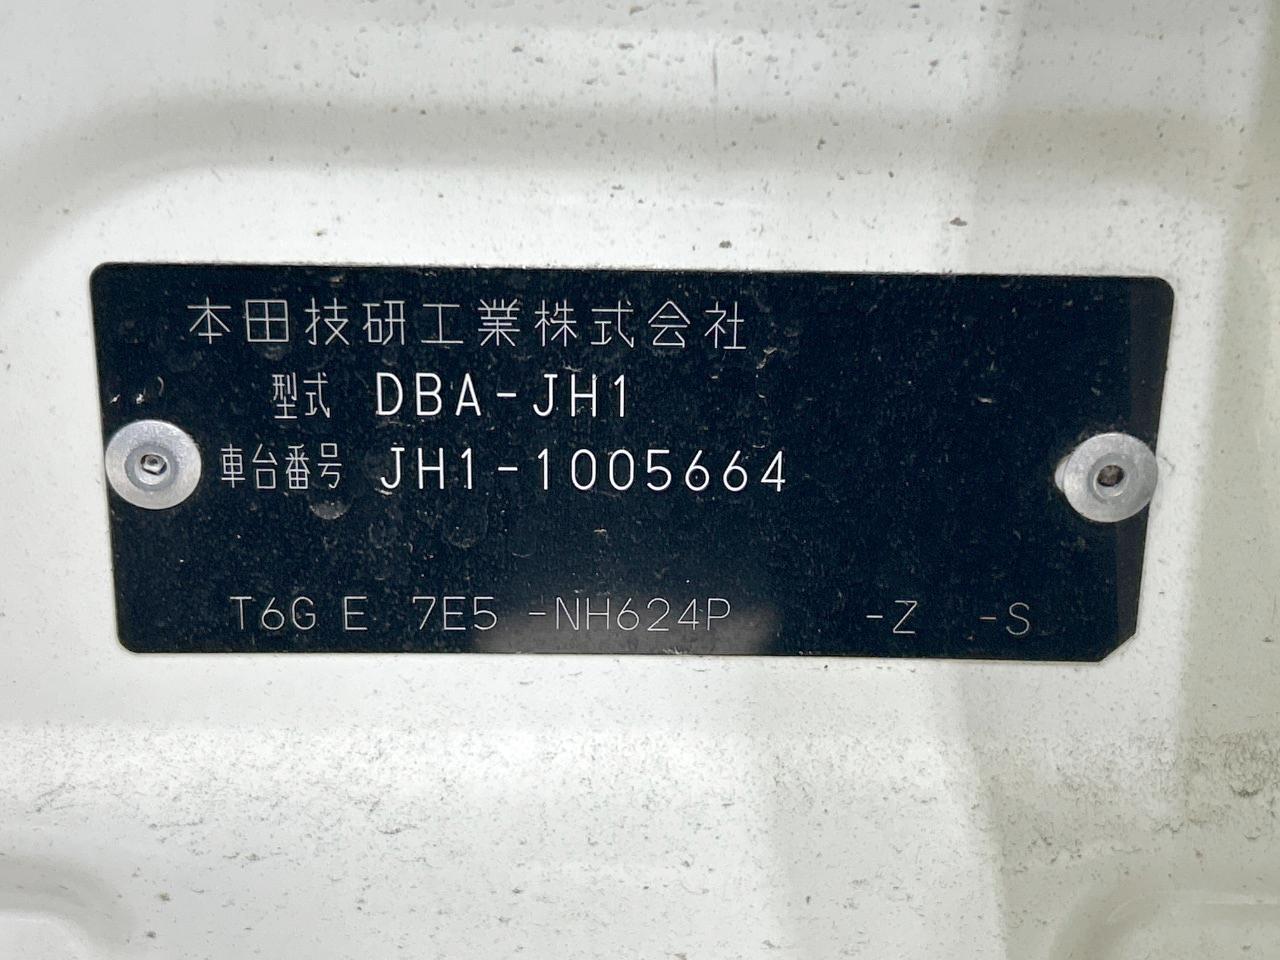 本田技研工業株式会社
型式 DBA-JH1
車台番号 JH1-1005664
T6G E 7E5 -NH624P -Z -S